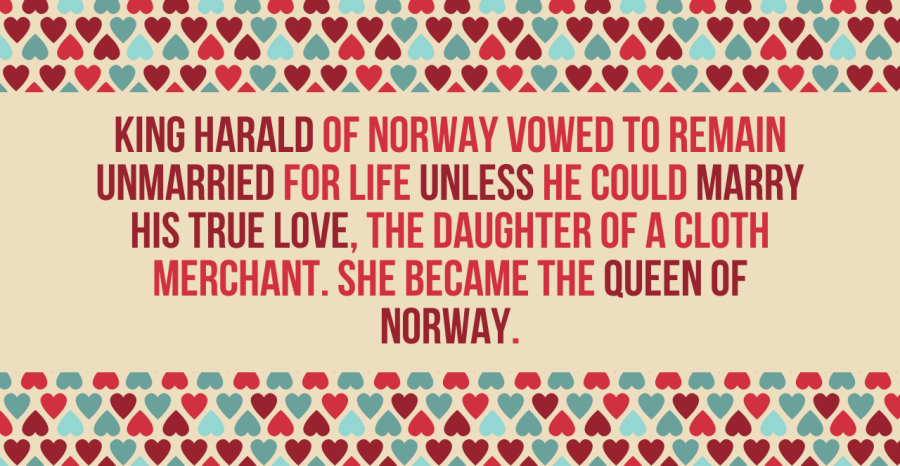 KING HARALD OF NORWAY VOWED TO REMAIN
UNMARRIED FOR LIFE UNLESS HE COULD MARRY
HIS TRUE LOVE, THE DAUGHTER OF A CLOTH
MERCHANT. SHE BECAME THE QUEEN OF
NORWAY.